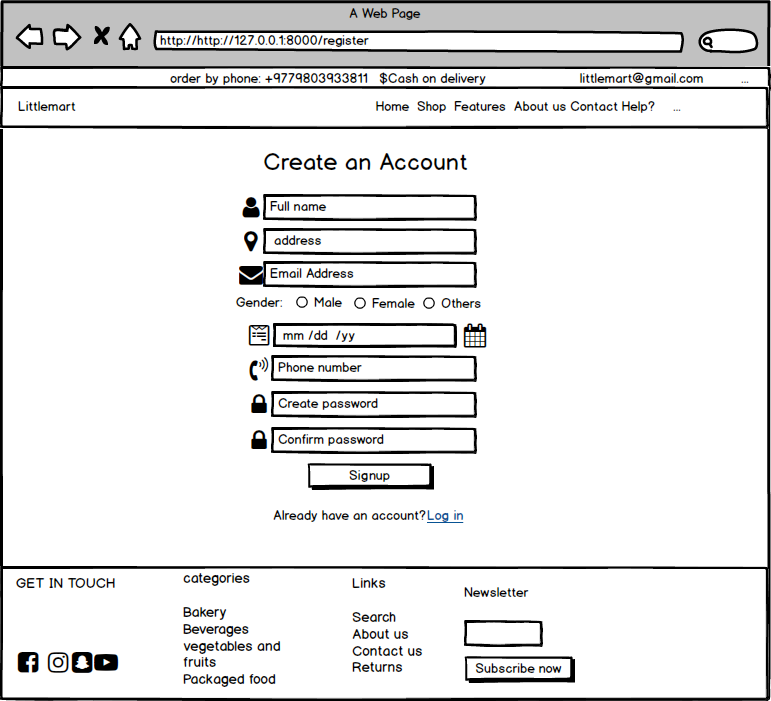 A Web Page
http://http://127.0.0.1:8000/register
order by phone: +9779803933811 $Cash on delivery littlemart@gmail.com ...
Littlemart Home Shop Features About us Contact Help? ...
Create an Account
Full name
address
Email Address
Gender: Male Female Others
mm /dd /yy
Phone number
Create password
Confirm password
Signup
Already have an account?Log in
GET IN TOUCH
categories
Bakery
Beverages
vegetables and
fruits
Packaged food
Links
Search
About us
Contact us
Returns
Newsletter
Subscribe now